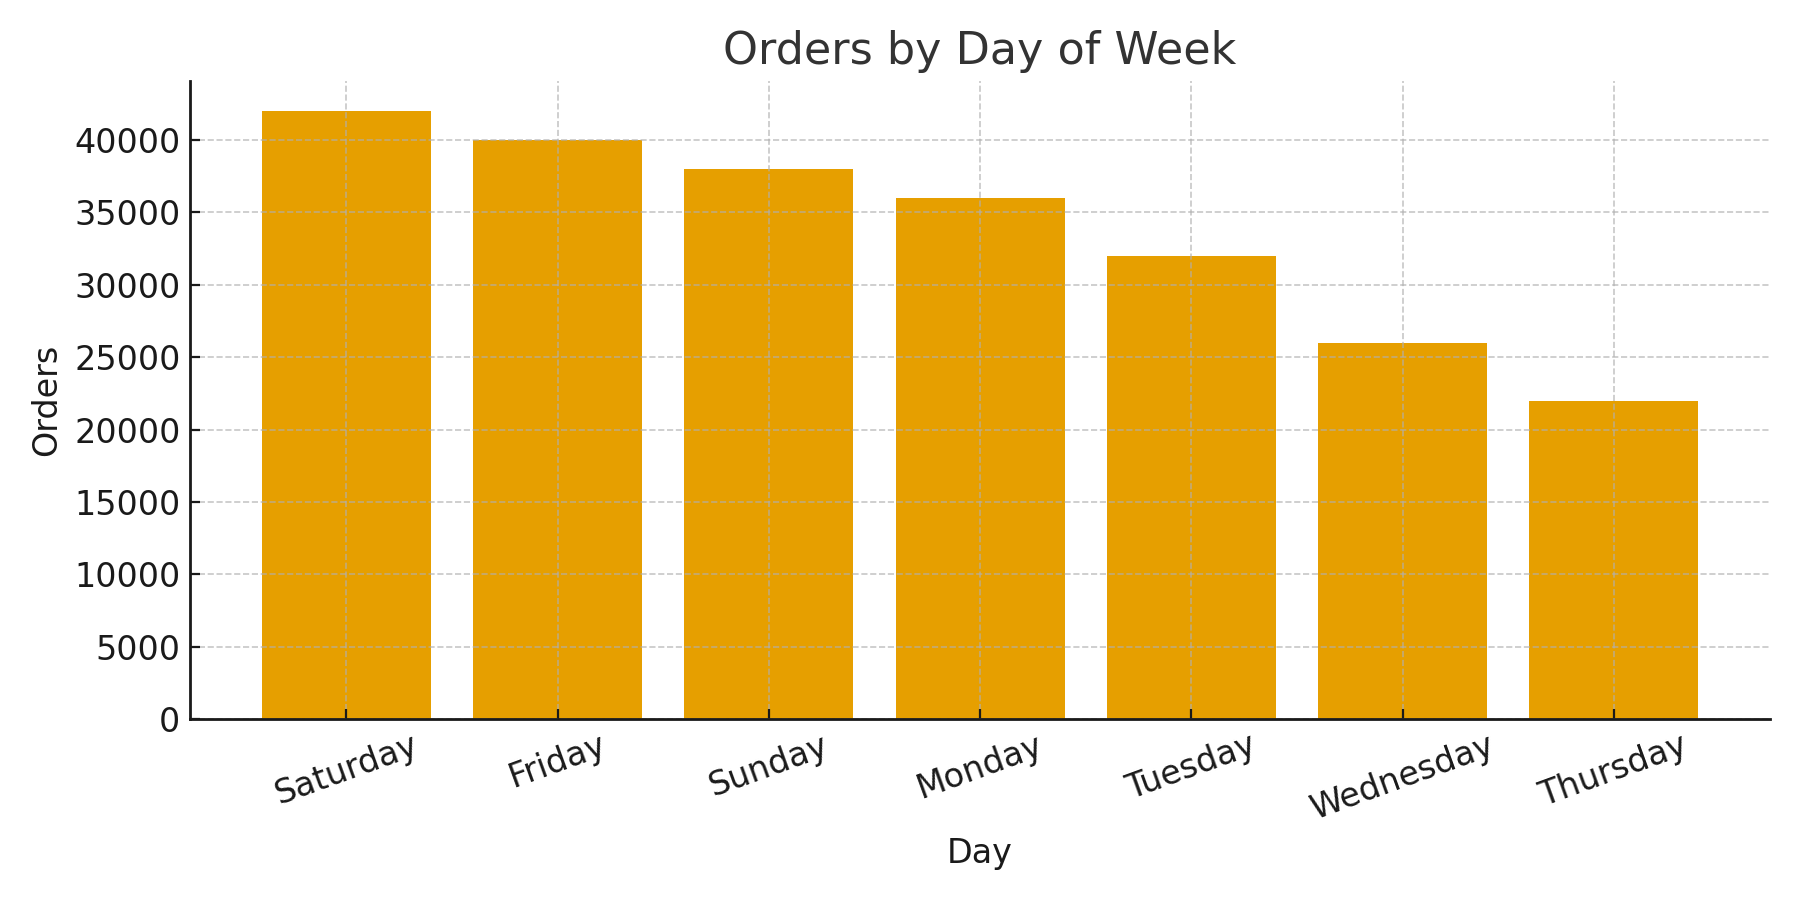 Orders by Day of Week
Orders
40000
35000
30000
25000
20000
15000
10000
5000
0
Saturday
Friday
Sunday
Monday
Tuesday
Wednesday
Thursday
Day